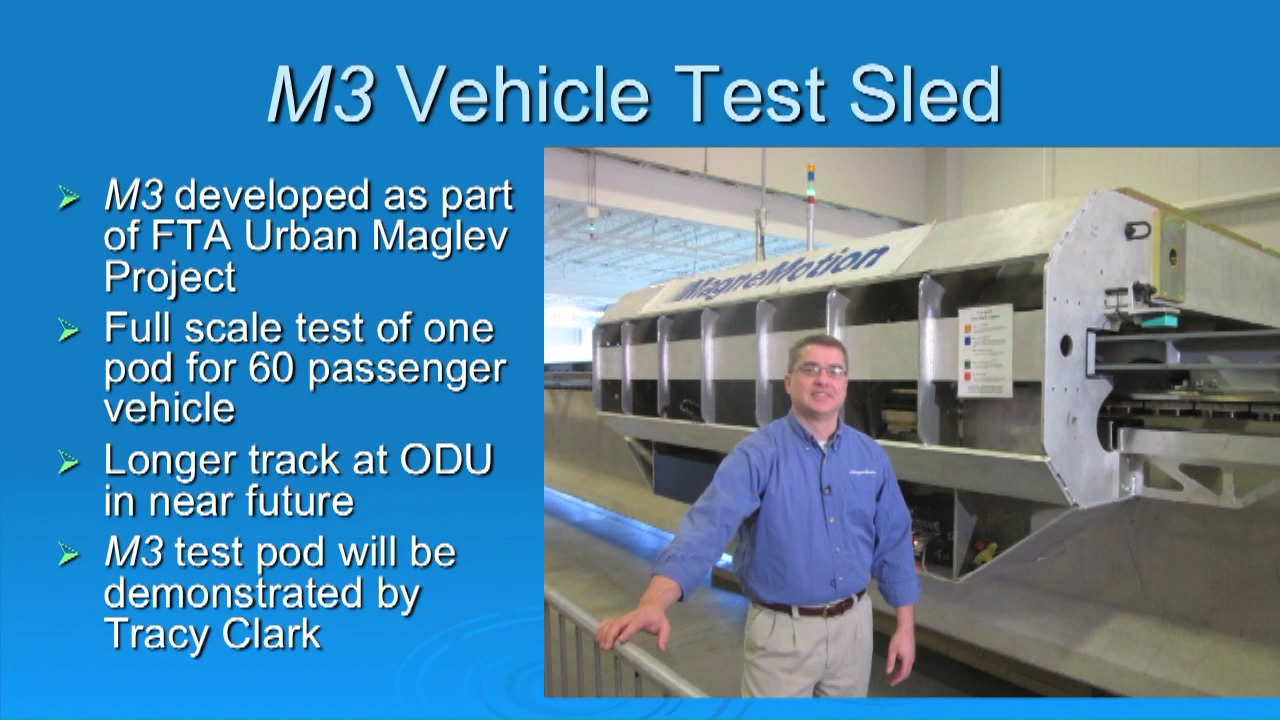 M3 Vehicle Test Sled
M3 developed as part
of FTA Urban Maglev
Project
Full scale test of one
pod for 60 passenger
vehicle
Longer track at ODU
in near future
M3 test pod will be
demonstrated by
Tracy Clark
MagneMotion